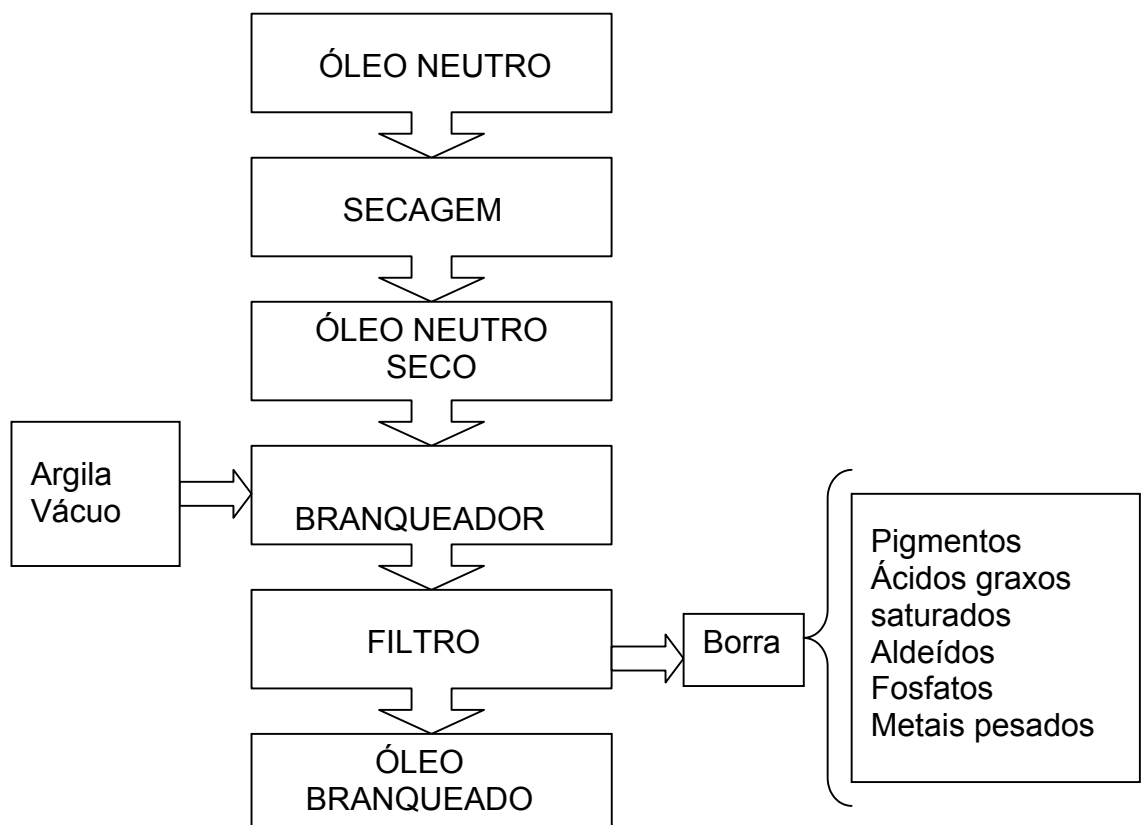 ÓLEO NEUTRO
SECAGEM
ÓLEO NEUTRO
SECO
Argila
Vácuo
BRANQUEADOR
FILTRO
Borra
Pigmentos
Ácidos graxos
saturados
Aldeídos
Fosfatos
Metais pesados
ÓLEO
BRANQUEADO